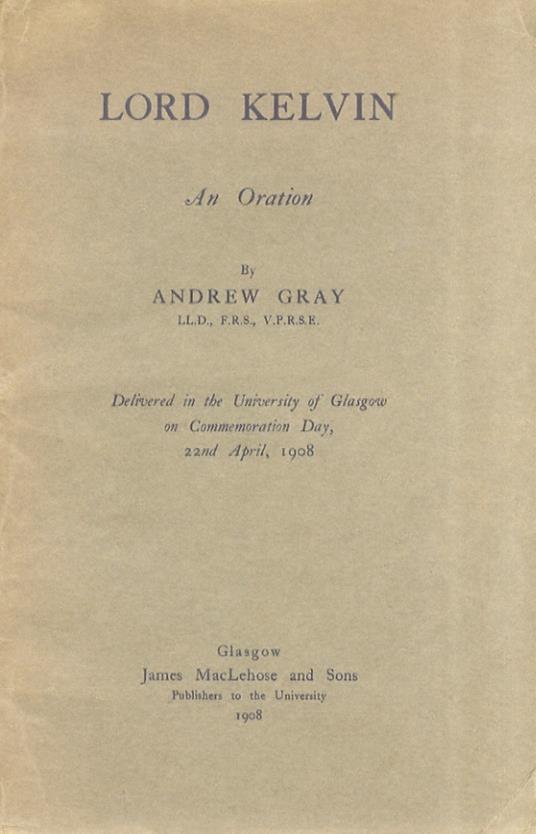 LORD KELVIN
An Oration
By
ANDREW GRAY
LL.D., F.R.S., V.P.R.S.E.
Delivered in the University of Glasgow
on Commemoration Day,
22nd April, 1908
Glasgow
James MacLehose and Sons
Publishers to the University
1908